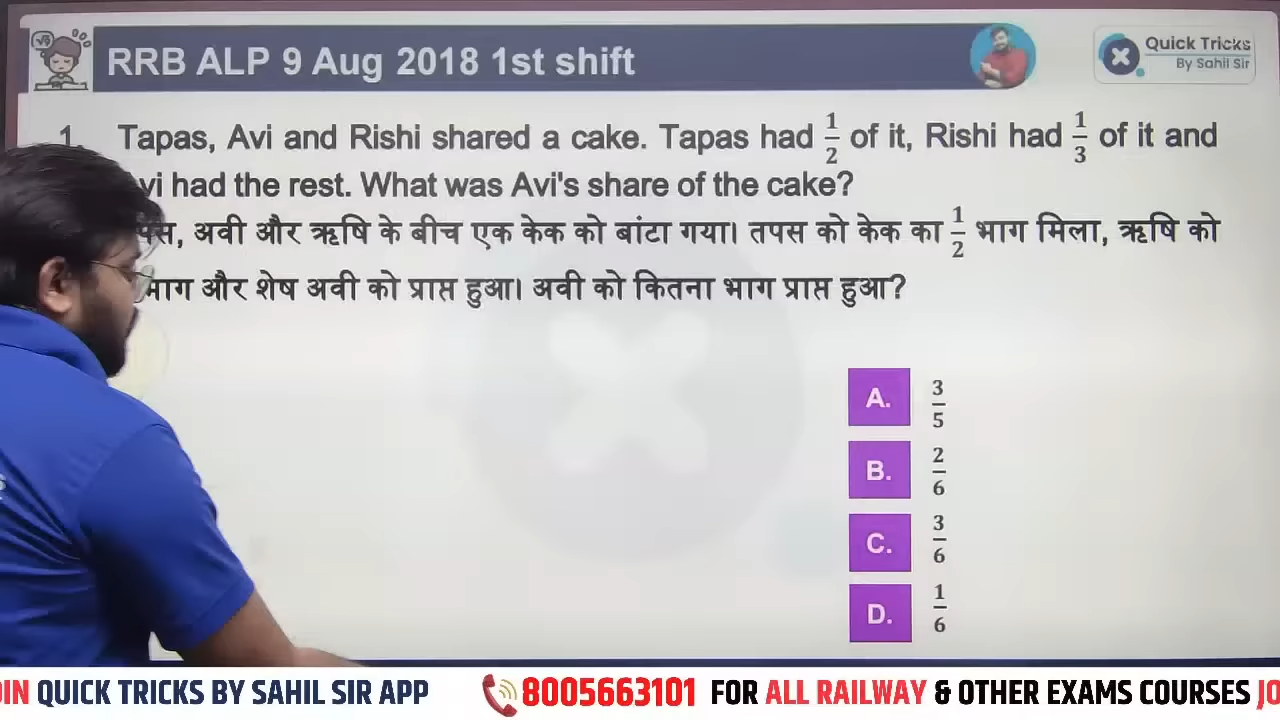 RRB ALP 9 Aug 2018 1st shift
Quick Tricks
By Sahil Sir
1. Tapas, Avi and Rishi shared a cake. Tapas had 1/2 of it, Rishi had 1/3 of it and
vi had the rest. What was Avi's share of the cake?
पस, अवी और ऋषि के बीच एक केक को बांटा गया। तपस को केक का 1/2 भाग मिला, ऋषि को
भाग और शेष अवी को प्राप्त हुआ। अवी को कितना भाग प्राप्त हुआ?
A. 3/5
B. 2/6
C. 3/6
D. 1/6
OIN QUICK TRICKS BY SAHIL SIR APP 8005663101 FOR ALL RAILWAY & OTHER EXAMS COURSES JO